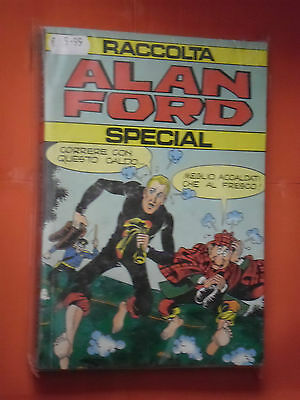 RACCOLTA
ALAN
FORD
SPECIAL
CORRERE CON
QUESTO CALDO..
MEGLIO ACCALDATI
CHE AL FRESCO!